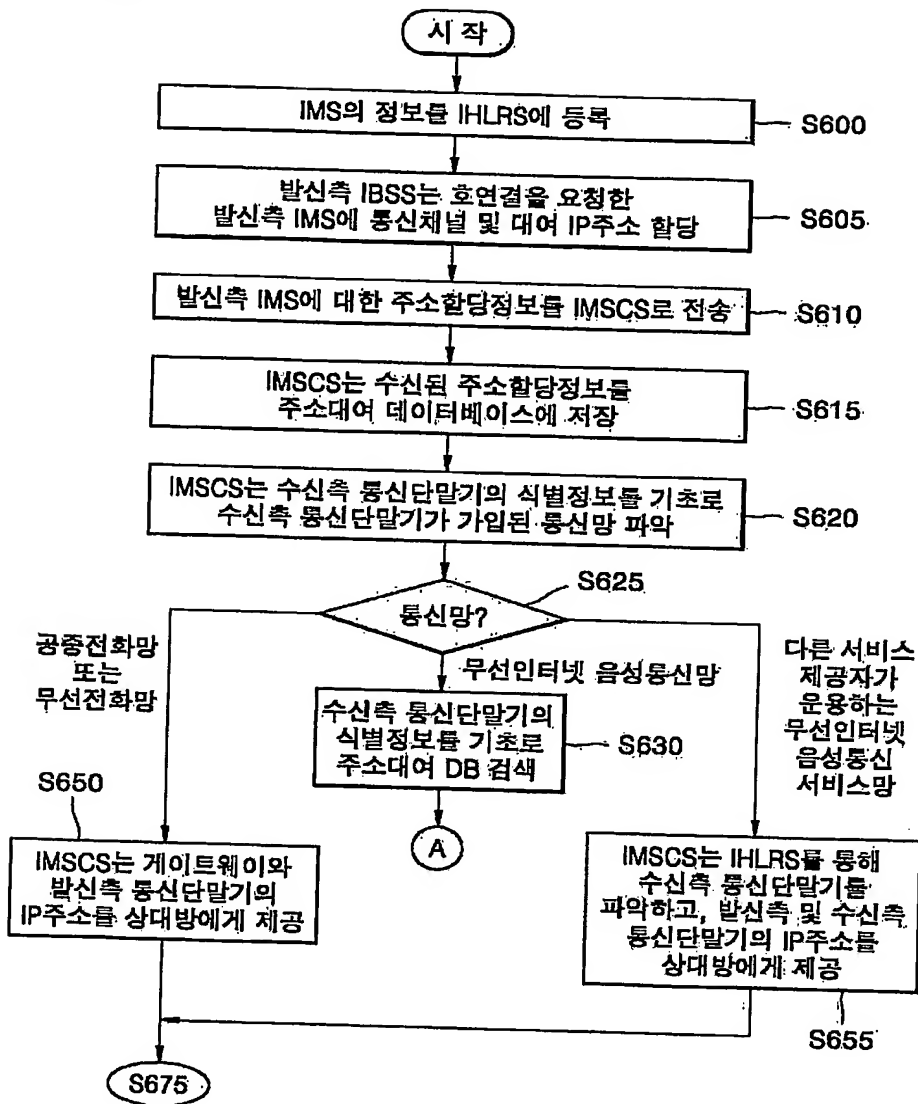 시 작
IMS의 정보를 IHLRS에 등록
S600
발신측 IBSS는 호연결을 요청한
발신측 IMS에 통신채널 및 대여 IP주소 할당
S605
발신측 IMS에 대한 주소할당정보를 IMSCS로 전송
S610
IMSCS는 수신된 주소할당정보를
주소대여 데이터베이스에 저장
S615
IMSCS는 수신측 통신단말기의 식별정보를 기초로
수신측 통신단말기가 가입된 통신망 파악
S620
S625
통신망?
공중전화망
또는
무선전화망
무선인터넷 음성통신망
다른 서비스
제공자가
운용하는
무선인터넷
음성통신
서비스망
수신측 통신단말기의
식별정보를 기초로
주소대여 DB 검색
S630
A
S650
IMSCS는 게이트웨이와
발신측 통신단말기의
IP주소를 상대방에게 제공
IMSCS는 IHLRS를 통해
수신측 통신단말기를
파악하고, 발신측 및 수신측
통신단말기의 IP주소를
상대방에게 제공
S655
S675